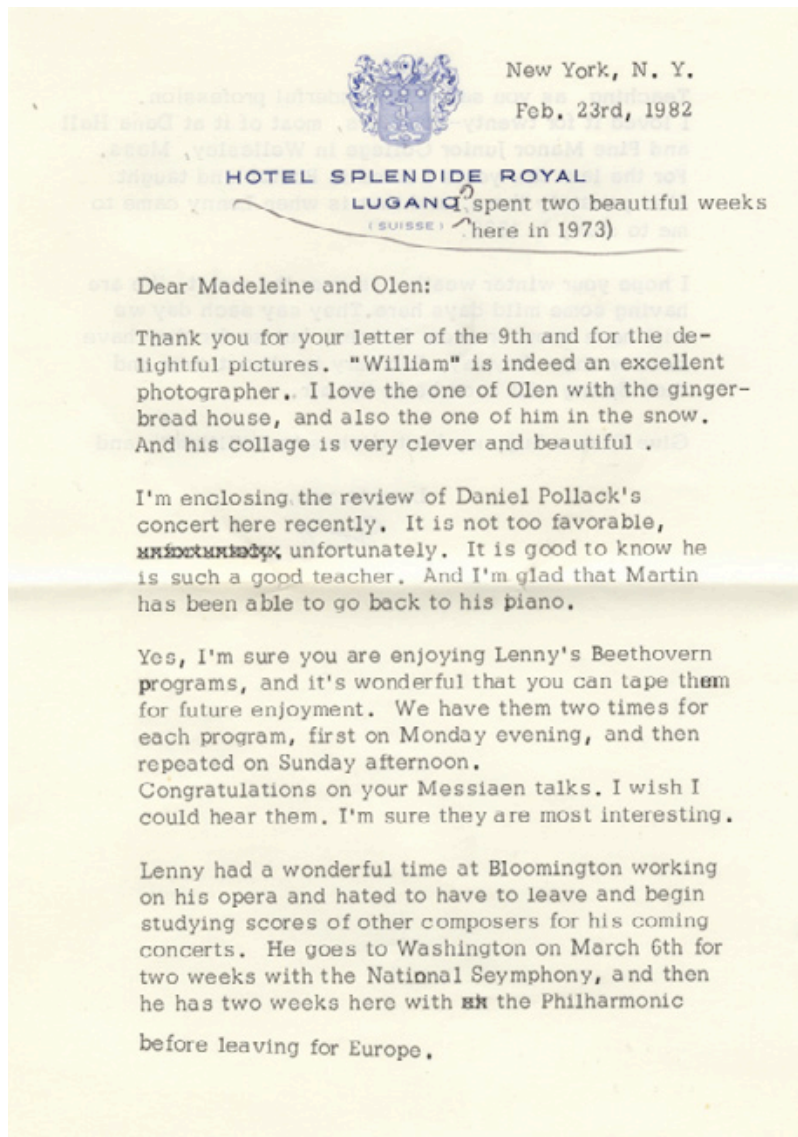 New York, N. Y.
Feb. 23rd, 1982
HOTEL SPLENDIDE ROYAL
LUGANO
(I spent two beautiful weeks
(SUISSE)
here in 1973)
Dear Madeleine and Olen:
Thank you for your letter of the 9th and for the de-
lightful pictures. "William" is indeed an excellent
photographer. I love the one of Olen with the ginger-
bread house, and also the one of him in the snow.
And his collage is very clever and beautiful .
I'm enclosing the review of Daniel Pollack's
concert here recently. It is not too favorable,
unfortunately. It is good to know he
is such a good teacher. And I'm glad that Martin
has been able to go back to his piano.
Yes, I'm sure you are enjoying Lenny's Beethovern
programs, and it's wonderful that you can tape them
for future enjoyment. We have them two times for
each program, first on Monday evening, and then
repeated on Sunday afternoon.
Congratulations on your Messiaen talks. I wish I
could hear them. I'm sure they are most interesting.
Lenny had a wonderful time at Bloomington working
on his opera and hated to have to leave and begin
studying scores of other composers for his coming
concerts. He goes to Washington on March 6th for
two weeks with the National Seymphony, and then
he has two weeks here with the Philharmonic
before leaving for Europe.